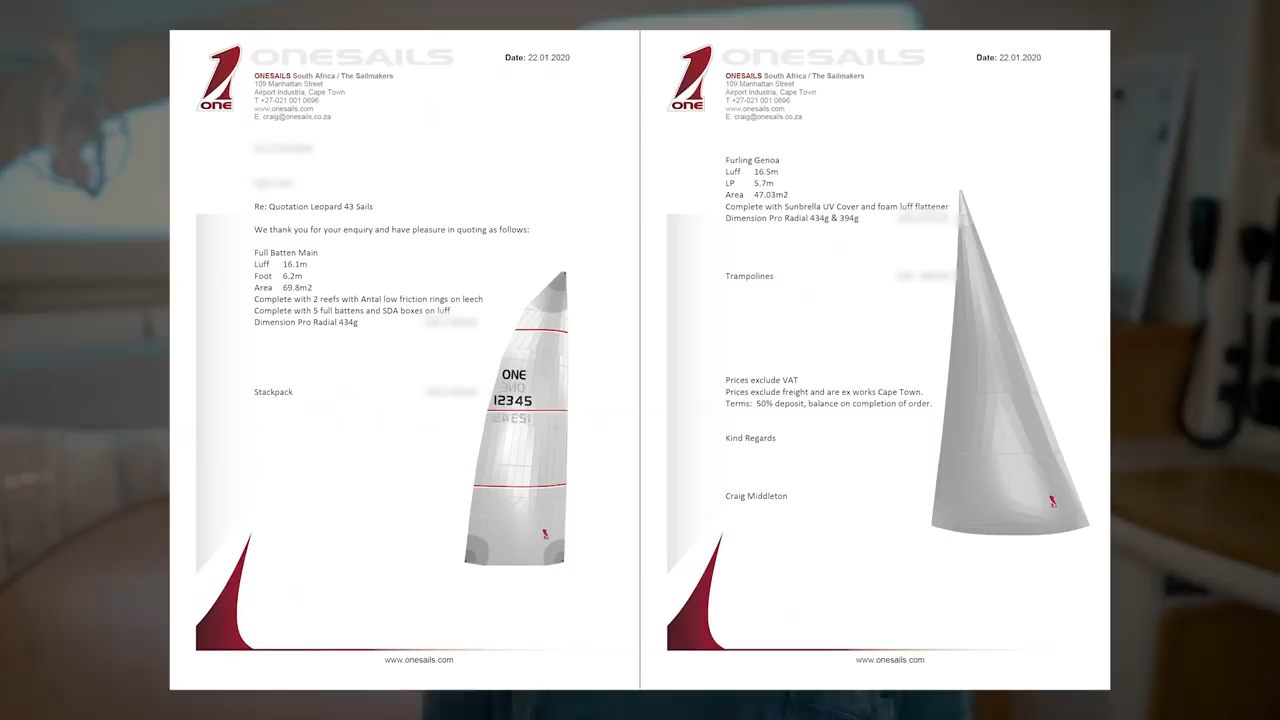 ONE
ONESAILS
Date: 22.01.2020
ONESAILS South Africa / The Sailmakers
109 Manhattan Street
Airport Industria, Cape Town
T +27-021 001 0696
www.onesails.com
E. craig@onesails.co.za
Re: Quotation Leopard 43 Sails
We thank you for your enquiry and have pleasure in quoting as follows:
Full Batten Main
Luff 16.1m
Foot 6.2m
Area 69.8m2
Complete with 2 reefs with Antal low friction rings on leech
Complete with 5 full battens and SDA boxes on luff
Dimension Pro Radial 434g
Stackpack
ONE
ONE
12345
12345
www.onesails.com
ONE
ONESAILS
Date: 22.01.2020
ONESAILS South Africa / The Sailmakers
109 Manhattan Street
Airport Industria, Cape Town
T +27-021 001 0696
www.onesails.com
E. craig@onesails.co.za
Furling Genoa
Luff 16.5m
LP 5.7m
Area 47.03m2
Complete with Sunbrella UV Cover and foam luff flattener
Dimension Pro Radial 434g & 394g
Trampolines
Prices exclude VAT
Prices exclude freight and are ex works Cape Town.
Terms: 50% deposit, balance on completion of order.
Kind Regards
Craig Middleton
www.onesails.com